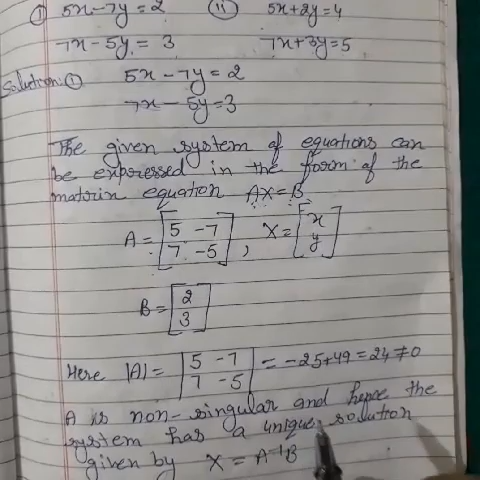 ① 5x-7y=2 ⑪ 5x+2y=4
7x-5y=3 7x+3y=5
Solution:① 5x-7y=2
7x-5y=3
The given system of equations can
be expressed in the form of the
matrix equation AX=B
A=[5 -7], X=[x]
[7 -5] [y]
B=[2]
[3]
Here |A|= |5 -7| = -25+49=24≠0
|7 -5|
A is non-singular and hence the
system has a unique solution
given by X = A⁻¹B